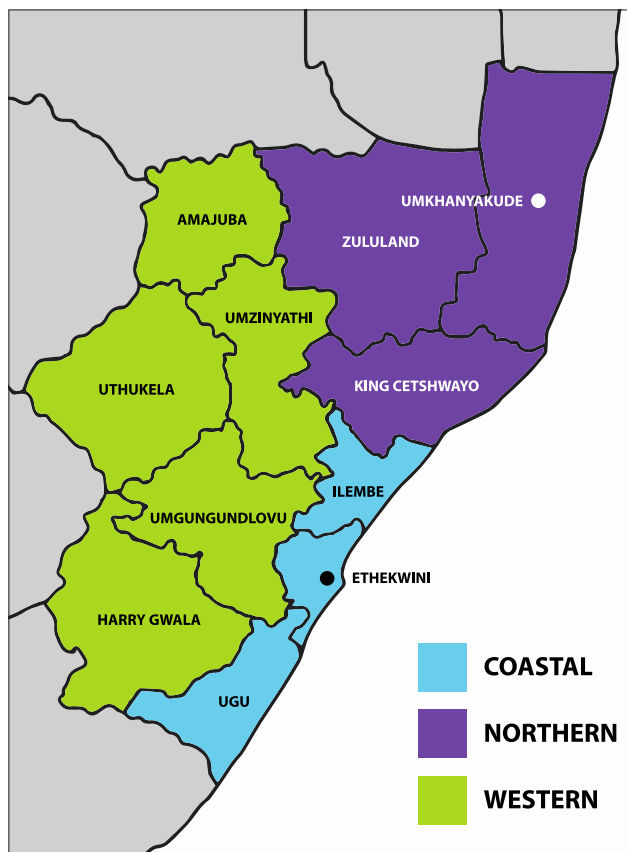 AMAJUBA
UMKHANYAKUDE
ZULULAND
UMZINYATHI
UTHUKELA
KING CETSHWAYO
ILEMBE
UMGUNGUNDLOVU
ETHEKWINI
HARRY GWALA
UGU
COASTAL
NORTHERN
WESTERN